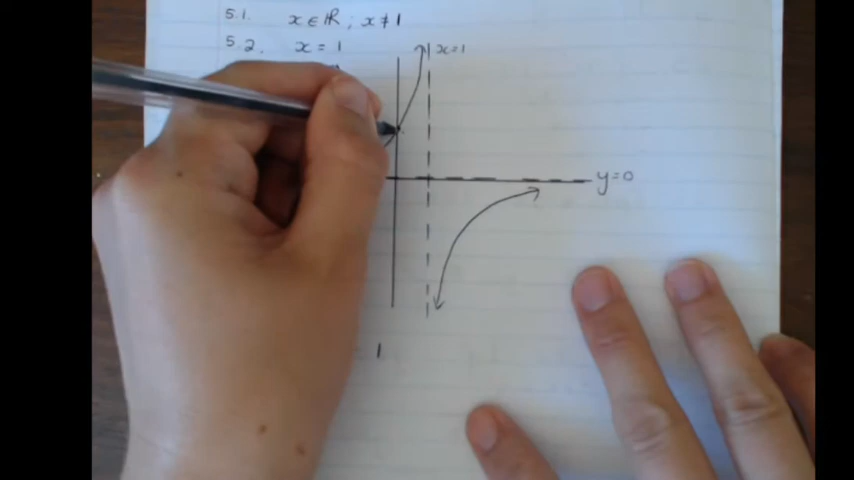 5.1. x ∈ ℝ ; x ≠ 1
5.2. x = 1
x=1
y=0
1